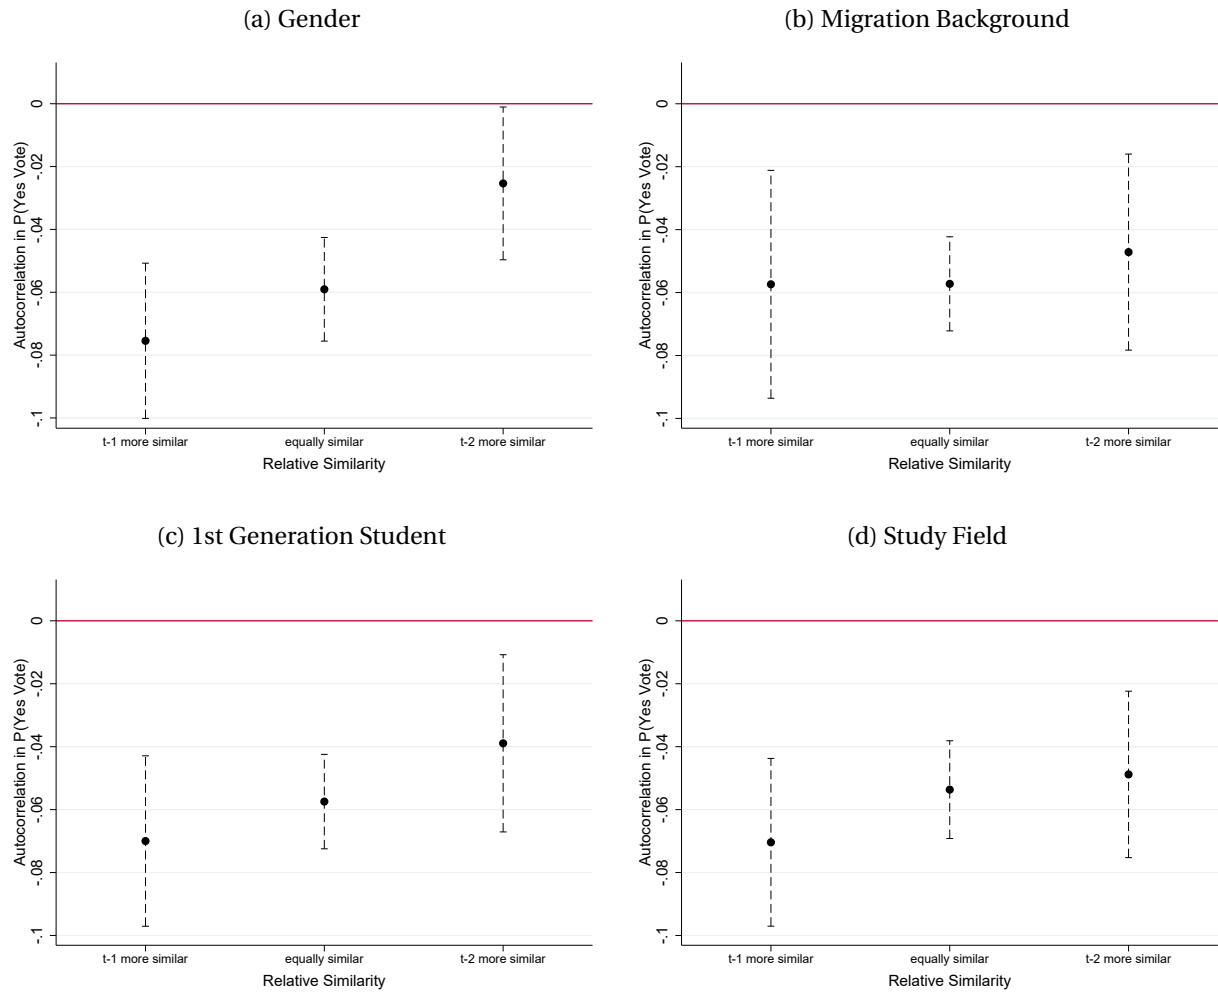 (a) Gender
Autocorrelation in P(Yes Vote)
0
-.02
-.04
-.06
-.08
-.1
t-1 more similar
equally similar
t-2 more similar
Relative Similarity
(b) Migration Background
Autocorrelation in P(Yes Vote)
0
-.02
-.04
-.06
-.08
-.1
t-1 more similar
equally similar
t-2 more similar
Relative Similarity
(c) 1st Generation Student
Autocorrelation in P(Yes Vote)
0
-.02
-.04
-.06
-.08
-.1
t-1 more similar
equally similar
t-2 more similar
Relative Similarity
(d) Study Field
Autocorrelation in P(Yes Vote)
0
-.02
-.04
-.06
-.08
-.1
t-1 more similar
equally similar
t-2 more similar
Relative Similarity